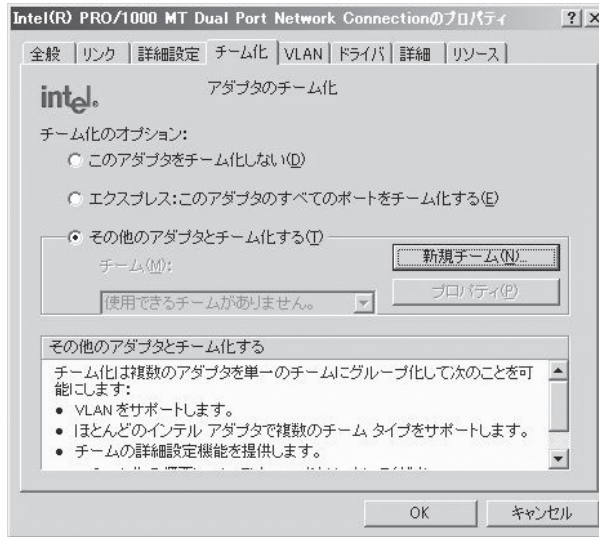 Intel(R) PRO/1000 MT Dual Port Network Connectionのプロパティ
全般 リンク 詳細設定 チーム化 VLAN ドライバ 詳細 リソース
intel.
アダプタのチーム化
チーム化のオプション:
このアダプタをチーム化しない(D)
エクスプレス:このアダプタのすべてのポートをチーム化する(E)
その他のアダプタとチーム化する(T)
新規チーム(N)...
チーム(M):
プロパティ(P)
使用できるチームがありません。
その他のアダプタとチーム化する
チーム化は複数のアダプタを単一のチームにグループ化して次のことを可
能にします:
• VLAN をサポートします。
• ほとんどのインテル アダプタで複数のチーム タイプをサポートします。
• チームの詳細設定機能を提供します。
OK キャンセル